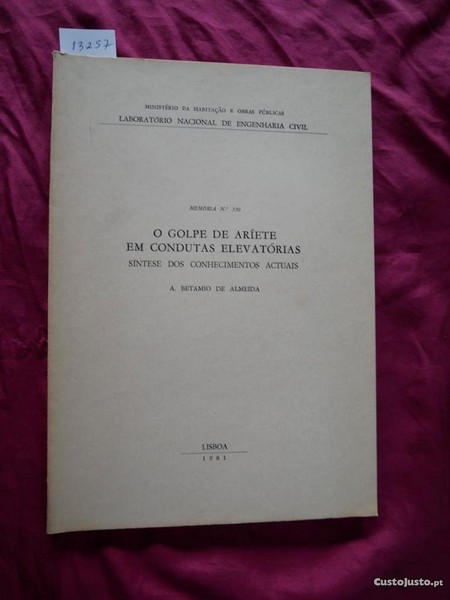 13257
MINISTÉRIO DA HABITAÇÃO E OBRAS PÚBLICAS
LABORATÓRIO NACIONAL DE ENGENHARIA CIVIL
MEMÓRIA N.º
O GOLPE DE ARÍETE
EM CONDUTAS ELEVATÓRIAS
SÍNTESE DOS CONHECIMENTOS ACTUAIS
A. BETAMIO DE ALMEIDA
LISBOA
1981
CustoJusto.pt